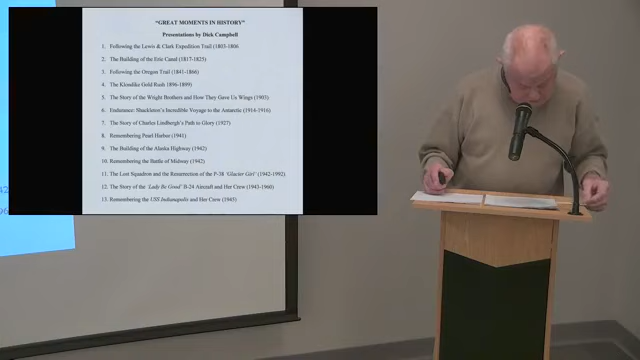 "GREAT MOMENTS IN HISTORY"
Presentations by Dick Campbell
1. Following the Lewis & Clark Expedition Trail (1803-1806
2. The Building of the Erie Canal (1817-1825)
3. Following the Oregon Trail (1841-1866)
4. The Klondike Gold Rush 1896-1899)
5. The Story of the Wright Brothers and How They Gave Us Wings (1903)
6. Endurance: Shackleton's Incredible Voyage to the Antarctic (1914-1916)
7. The Story of Charles Lindbergh's Path to Glory (1927)
8. Remembering Pearl Harbor (1941)
9. The Building of the Alaska Highway (1942)
10. Remembering the Battle of Midway (1942)
11. The Lost Squadron and the Resurrection of the P-38 'Glacier Girl' (1942-1992)
12. The Story of the 'Lady Be Good' B-24 Aircraft and Her Crew (1943-1960)
13. Remembering the USS Indianapolis and Her Crew (1945)